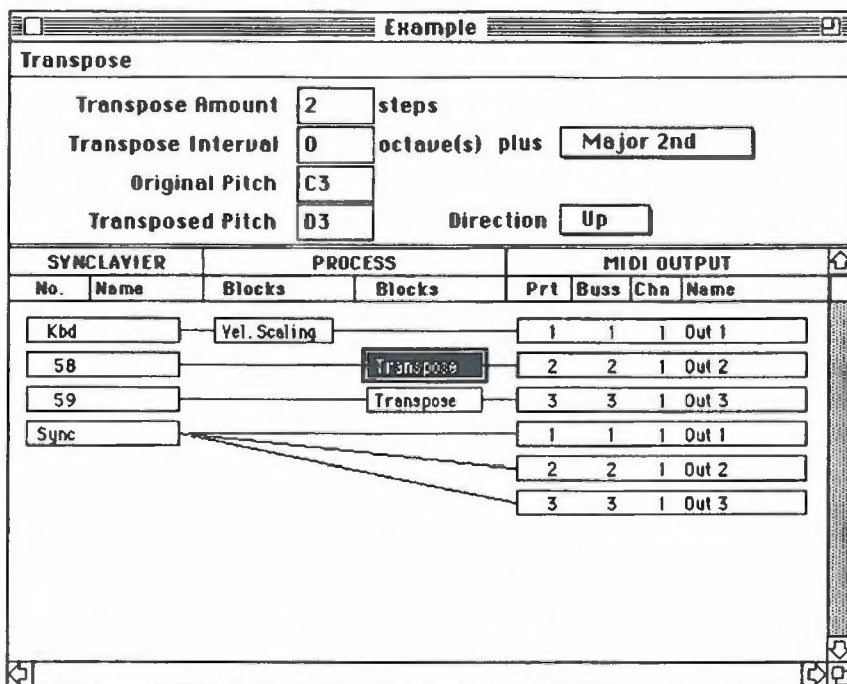 Example
Transpose
Transpose Amount 2 steps
Transpose Interval 0 octave(s) plus Major 2nd
Original Pitch C3
Transposed Pitch D3 Direction Up
SYNCLAVIER PROCESS MIDI OUTPUT
No. Name Blocks Blocks Prt Buss Chn Name
Kbd Vel. Scaling 1 1 1 Out 1
58 Transpose 2 2 1 Out 2
59 Transpose 3 3 1 Out 3
Sync 1 1 1 Out 1
2 2 1 Out 2
3 3 1 Out 3